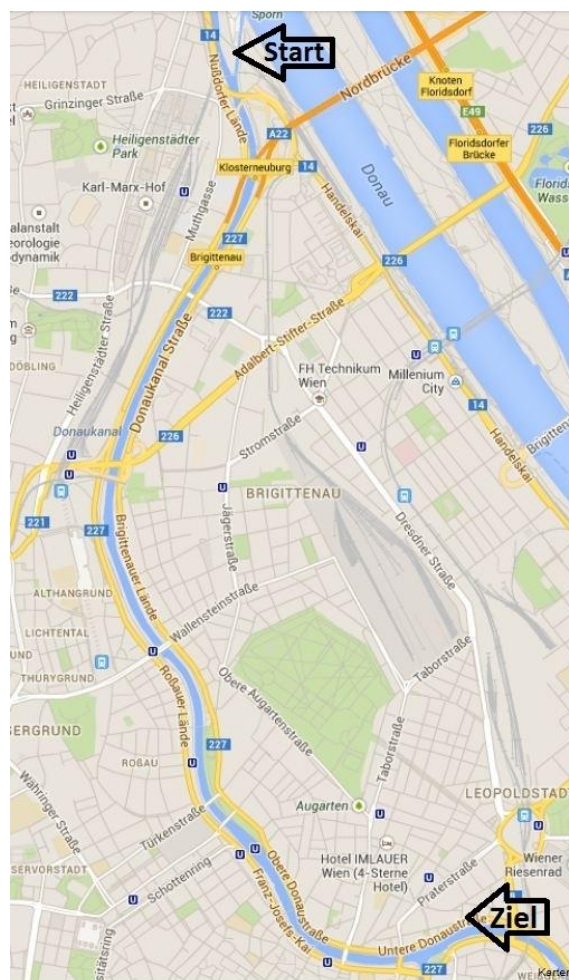 Sporn
14
Start
Nußdorfer Lände
Nordbrücke
HEILIGENSTADT
Grinzinger Straße
Knoten
Floridsdorf
E49
226
A22
Heiligenstädter
Park
Floridsdorfer
Brücke
Donau
Klosterneuburg
14
Karl-Marx-Hof
Muthgasse
Handelskai
227
Brigittenau
226
222
222
Adalbert-Stifter-Straße
DÖBLING
Heiligenstädter Straße
Donaukanal Straße
FH Technikum
Wien
Millenium
City
14
Handelskai
Donaukanal
226
Stromstraße
221
227
BRIGITTENAU
Jägerstraße
Dresdner Straße
Brigittenauer Lände
ALTHANGRUND
Wallensteinstraße
LICHTENTAL
THURYGRUND
Roßauer Lände
Obere Augartenstraße
Taborstraße
227
ROßAU
Taborstraße
Währinger Straße
LEOPOLDSTADT
Augarten
Türkenstraße
Hotel IMLAUER
Wien (4-Sterne
Hotel)
Wiener
Riesenrad
Schottenring
Obere Donaustraße
Franz-Josefs-Kai
Praterstraße
Ziel
Untere Donaustraße
227
227